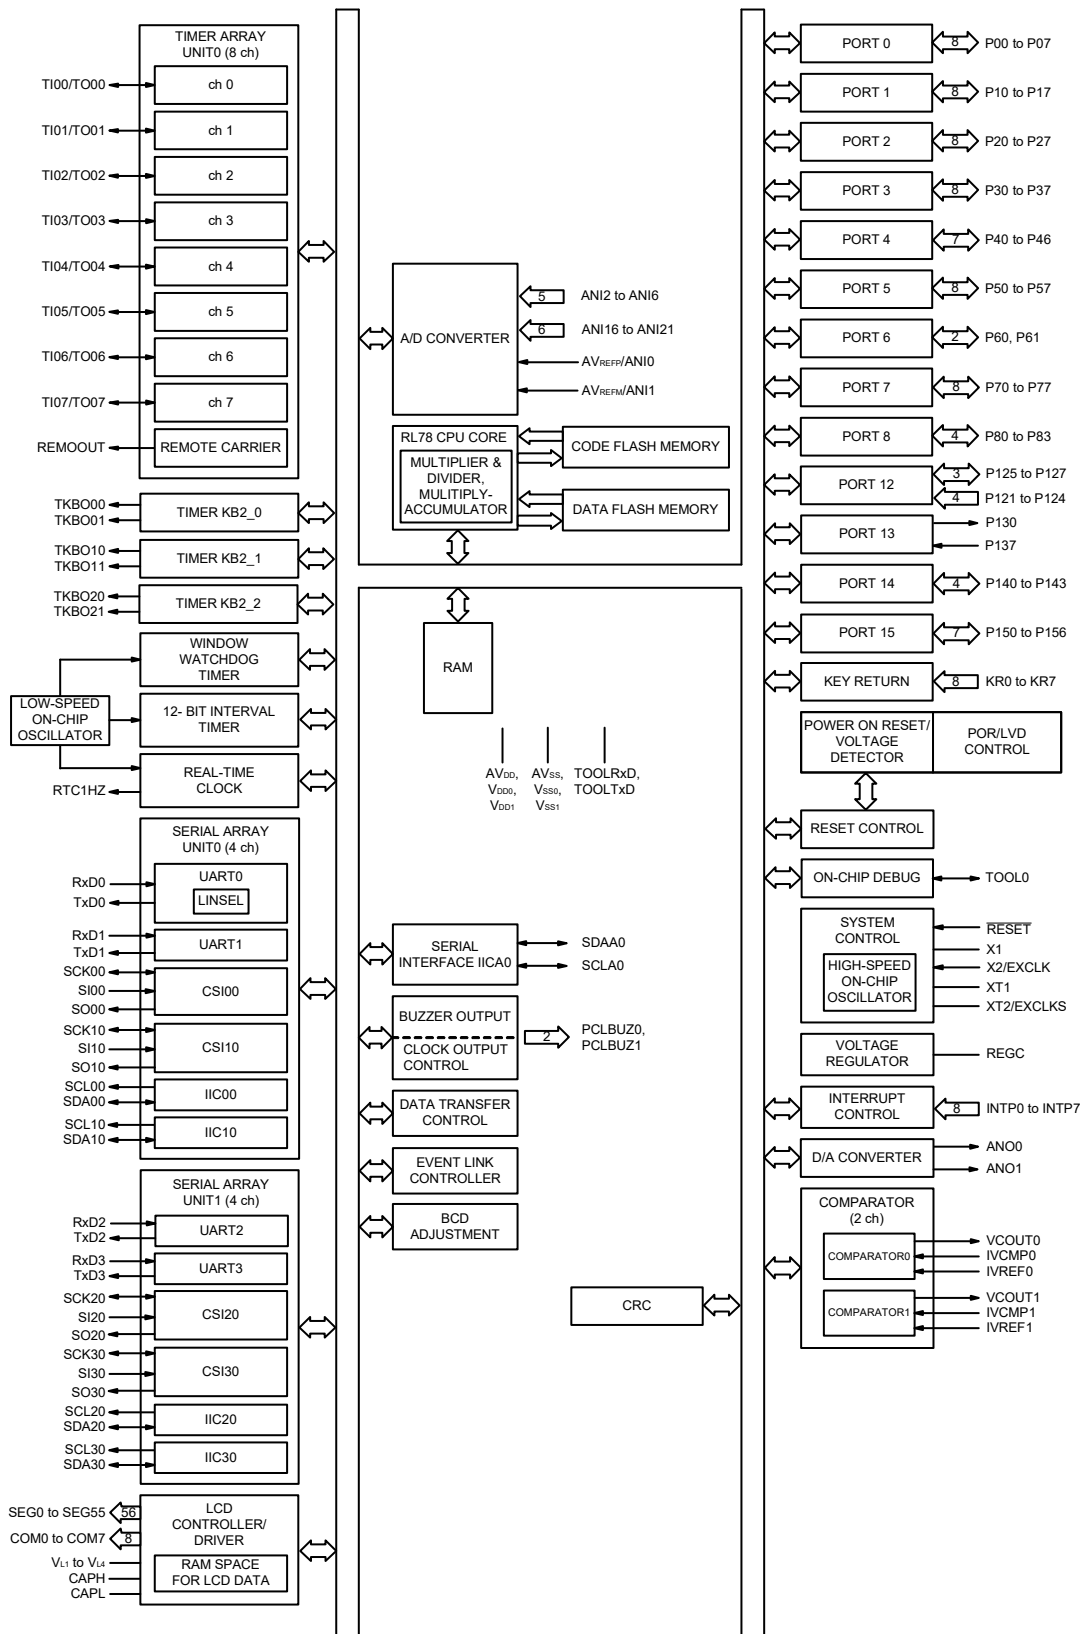 TIMER ARRAY
UNIT0 (8 ch)
TI00/TO00
ch 0
TI01/TO01
ch 1
TI02/TO02
ch 2
TI03/TO03
ch 3
TI04/TO04
ch 4
TI05/TO05
ch 5
TI06/TO06
ch 6
TI07/TO07
ch 7
REMOOUT
REMOTE CARRIER
TKBO00
TKBO01
TIMER KB2_0
TKBO10
TKBO11
TIMER KB2_1
TKBO20
TKBO21
TIMER KB2_2
WINDOW
WATCHDOG
TIMER
LOW-SPEED
ON-CHIP
OSCILLATOR
12- BIT INTERVAL
TIMER
REAL-TIME
CLOCK
RTC1HZ
SERIAL ARRAY
UNIT0 (4 ch)
UART0
LINSEL
RxD0
TxD0
RxD1
TxD1
UART1
SCK00
SI00
SO00
CSI00
SCK10
SI10
SO10
CSI10
SCL00
SDA00
IIC00
SCL10
SDA10
IIC10
SERIAL ARRAY
UNIT1 (4 ch)
RxD2
TxD2
UART2
RxD3
TxD3
UART3
SCK20
SI20
SO20
CSI20
SCK30
SI30
SO30
CSI30
SCL20
SDA20
IIC20
SCL30
SDA30
IIC30
SEG0 to SEG55
56
COM0 to COM7
8
VL1 to VL4
CAPH
CAPL
LCD
CONTROLLER/
DRIVER
RAM SPACE
FOR LCD DATA
A/D CONVERTER
5
ANI2 to ANI6
6
ANI16 to ANI21
AVREFP/ANI0
AVREFM/ANI1
RL78 CPU CORE
MULTIPLIER &
DIVIDER,
MULITIPLY-
ACCUMULATOR
CODE FLASH MEMORY
DATA FLASH MEMORY
RAM
AVDD,
VDD0,
VDD1
AVSS,
VSS0,
VSS1
TOOLRxD,
TOOLTxD
SERIAL
INTERFACE IICA0
SDAA0
SCLA0
BUZZER OUTPUT
CLOCK OUTPUT
CONTROL
2
PCLBUZ0,
PCLBUZ1
DATA TRANSFER
CONTROL
EVENT LINK
CONTROLLER
BCD
ADJUSTMENT
CRC
PORT 0
8
P00 to P07
PORT 1
8
P10 to P17
PORT 2
8
P20 to P27
PORT 3
8
P30 to P37
PORT 4
7
P40 to P46
PORT 5
8
P50 to P57
PORT 6
2
P60, P61
PORT 7
8
P70 to P77
PORT 8
4
P80 to P83
PORT 12
3
P125 to P127
4
P121 to P124
PORT 13
P130
P137
PORT 14
4
P140 to P143
PORT 15
7
P150 to P156
KEY RETURN
8
KR0 to KR7
POWER ON RESET/
VOLTAGE
DETECTOR
POR/LVD
CONTROL
RESET CONTROL
ON-CHIP DEBUG
TOOL0
SYSTEM
CONTROL
HIGH-SPEED
ON-CHIP
OSCILLATOR
RESET
X1
X2/EXCLK
XT1
XT2/EXCLKS
VOLTAGE
REGULATOR
REGC
INTERRUPT
CONTROL
8
INTP0 to INTP7
D/A CONVERTER
ANO0
ANO1
COMPARATOR
(2 ch)
COMPARATOR0
VCOUT0
IVCMP0
IVREF0
COMPARATOR1
VCOUT1
IVCMP1
IVREF1